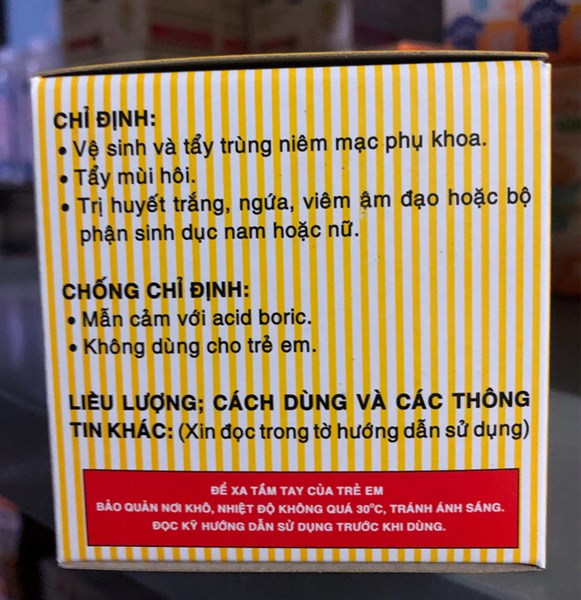 CHỈ ĐỊNH:
• Vệ sinh và tẩy trùng niêm mạc phụ khoa.
• Tẩy mùi hôi.
• Trị huyết trắng, ngứa, viêm âm đạo hoặc bộ
phận sinh dục nam hoặc nữ.
CHỐNG CHỈ ĐỊNH:
• Mẫn cảm với acid boric.
• Không dùng cho trẻ em.
LIỀU LƯỢNG; CÁCH DÙNG VÀ CÁC THÔNG
TIN KHÁC: (Xin đọc trong tờ hướng dẫn sử dụng)
ĐỂ XA TẦM TAY CỦA TRẺ EM
BẢO QUẢN NƠI KHÔ, NHIỆT ĐỘ KHÔNG QUÁ 30°C, TRÁNH ÁNH SÁNG.
ĐỌC KỸ HƯỚNG DẪN SỬ DỤNG TRƯỚC KHI DÙNG.